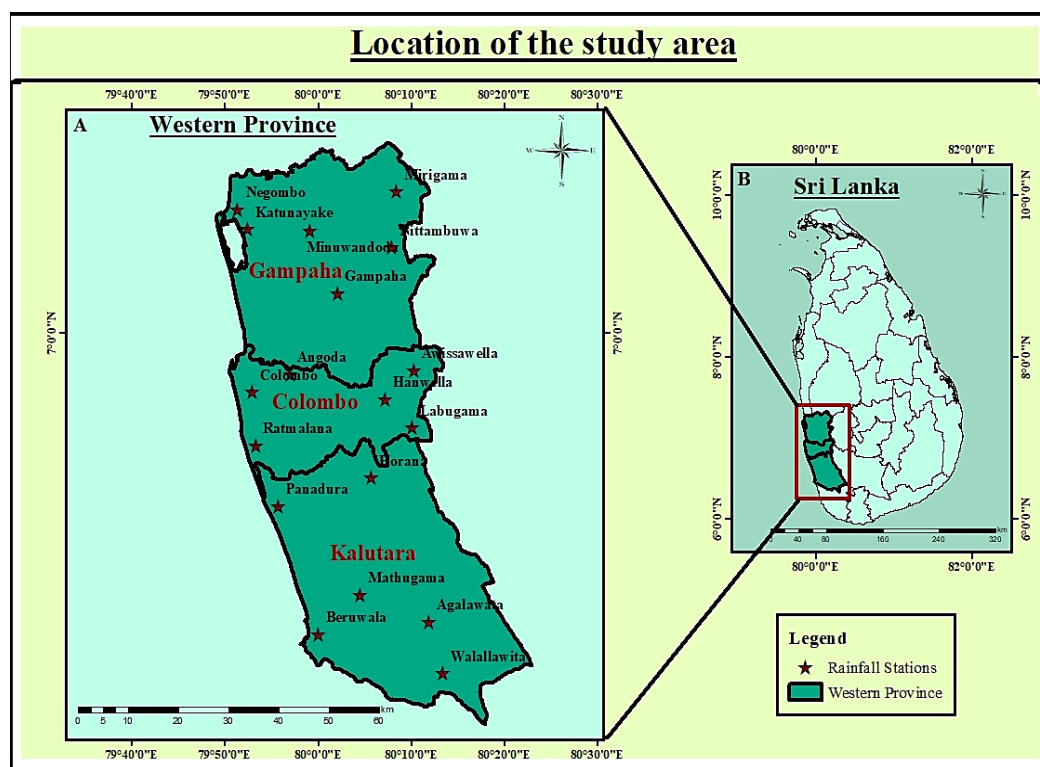 Location of the study area
79°40'0"E 79°50'0"E 80°0'0"E 80°10'0"E 80°20'0"E 80°30'0"E
A
Western Province
N
W E
S
Mirigama
Negombo
Katunayake
Nittambuwa
Minuwandoda
Gampaha
Gampaha
7°0'0"N
7°0'0"N
Angoda
Awissawella
Colombo
Hanwella
Colombo
Labugama
Ratmalana
Horana
Panadura
Kalutara
Mathugama
Agalawata
Beruwala
Walallawita
km
0 5 10 20 30 40 50 60
79°40'0"E 79°50'0"E 80°0'0"E 80°10'0"E 80°20'0"E 80°30'0"E
80°0'0"E 82°0'0"E
B
Sri Lanka
N
W E
S
10°0'0"N
10°0'0"N
8°0'0"N
8°0'0"N
6°0'0"N
6°0'0"N
km
0 40 80 160 240 320
80°0'0"E 82°0'0"E
Legend
Rainfall Stations
Western Province